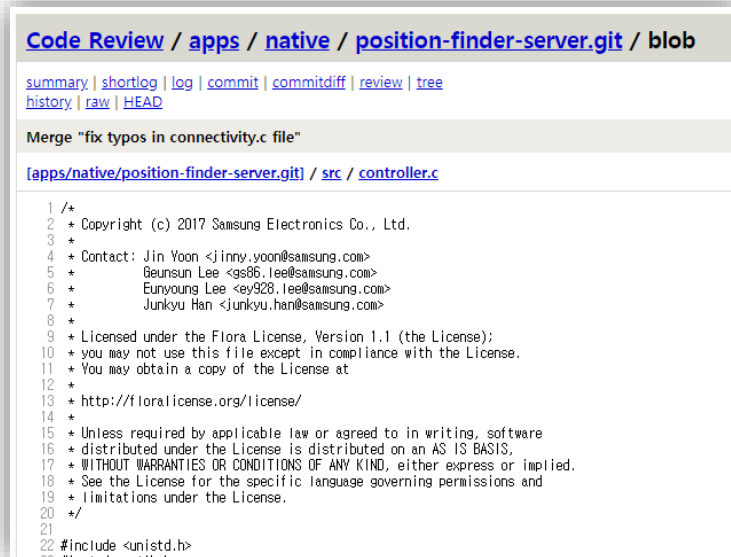 Code Review / apps / native / position-finder-server.git / blob
summary | shortlog | log | commit | commitdiff | review | tree
history | raw | HEAD
Merge "fix typos in connectivity.c file"
[apps/native/position-finder-server.git] / src / controller.c
1 /*
2  * Copyright (c) 2017 Samsung Electronics Co., Ltd.
3  *
4  * Contact: Jin Yoon <jinny.yoon@samsung.com>
5  *          Geunsun Lee <gs86.lee@samsung.com>
6  *          Eunyoung Lee <ey928.lee@samsung.com>
7  *          Junkyu Han <junkyu.han@samsung.com>
8  *
9  * Licensed under the Flora License, Version 1.1 (the License);
10  * you may not use this file except in compliance with the License.
11  * You may obtain a copy of the License at
12  *
13  * http://floralicense.org/license/
14  *
15  * Unless required by applicable law or agreed to in writing, software
16  * distributed under the License is distributed on an AS IS BASIS,
17  * WITHOUT WARRANTIES OR CONDITIONS OF ANY KIND, either express or implied.
18  * See the License for the specific language governing permissions and
19  * limitations under the License.
20  */
21
22 #include <unistd.h>